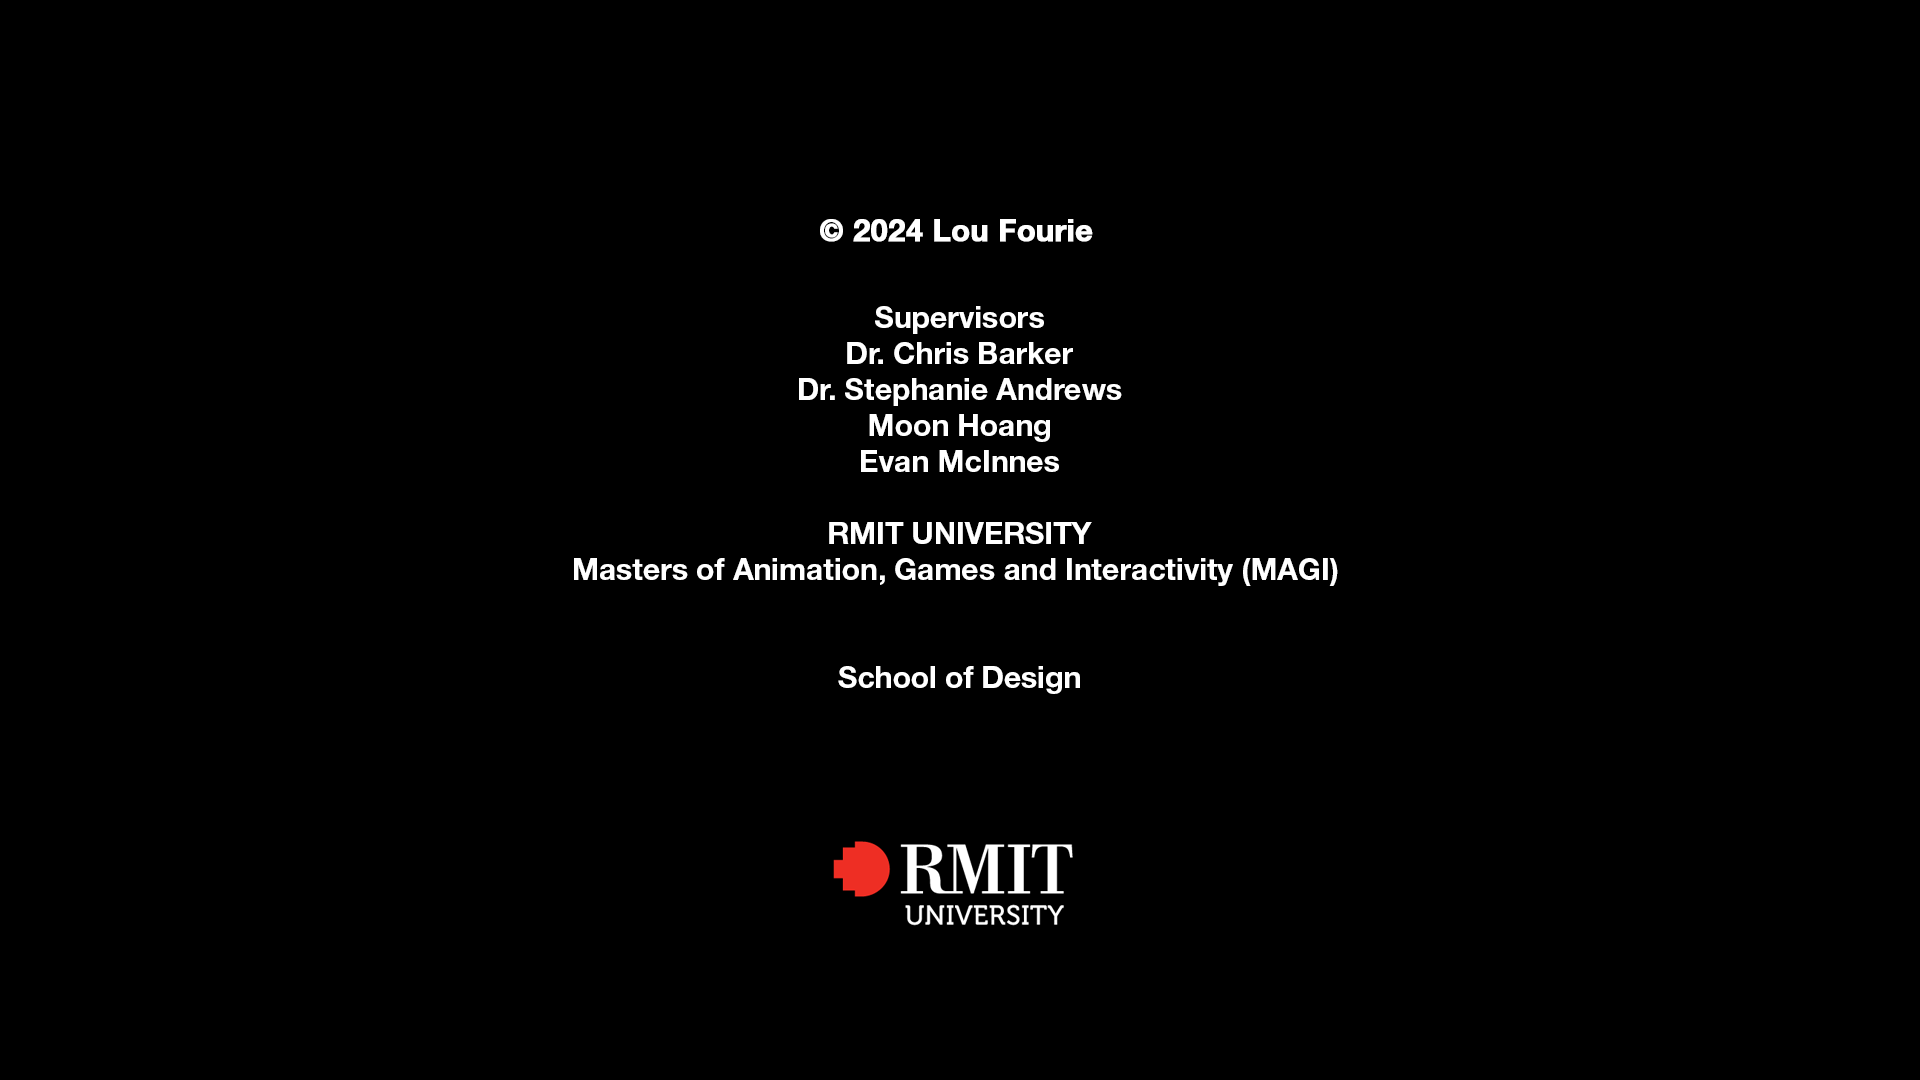 © 2024 Lou Fourie
Supervisors
Dr. Chris Barker
Dr. Stephanie Andrews
Moon Hoang
Evan McInnes
RMIT UNIVERSITY
Masters of Animation, Games and Interactivity (MAGI)
School of Design
RMIT
UNIVERSITY